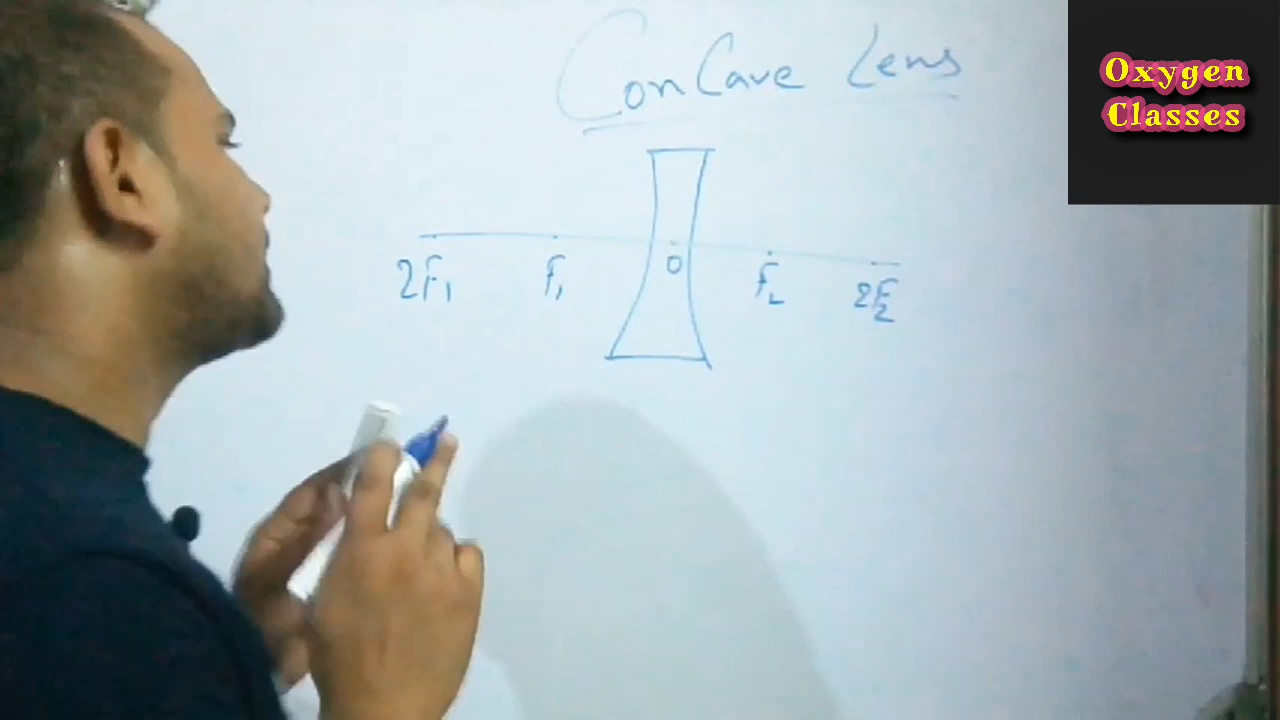 Concave Lens
Oxygen
Classes
2F₁ F₁ O F₂ 2F₂